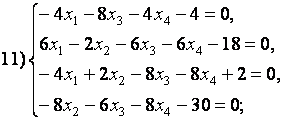 11) { -4x₁ - 8x₃ - 4x₄ - 4 = 0,
6x₁ - 2x₂ - 6x₃ - 6x₄ - 18 = 0,
-4x₁ + 2x₂ - 8x₃ - 8x₄ + 2 = 0,
-8x₂ - 6x₃ - 8x₄ - 30 = 0;